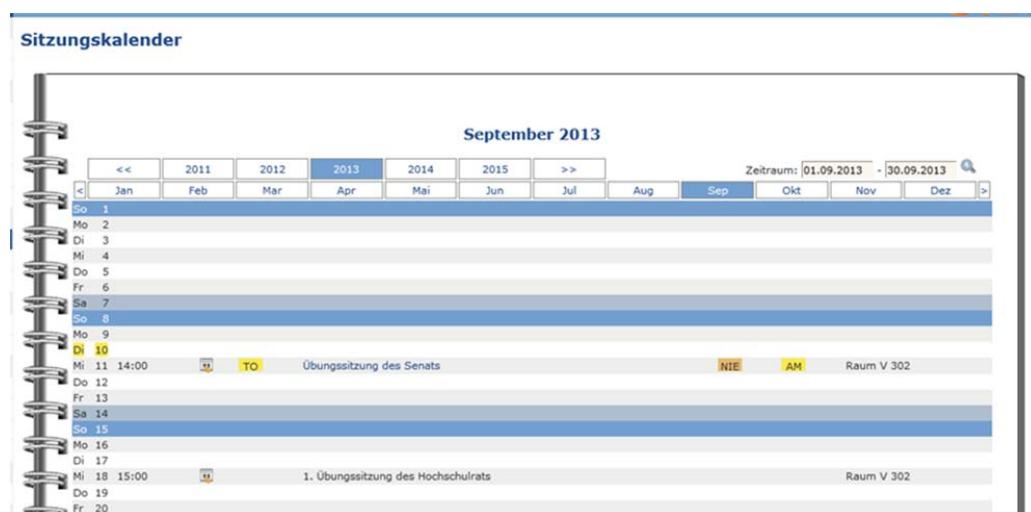 Sitzungskalender
September 2013
<< 2011 2012 2013 2014 2015 >> Zeitraum: 01.09.2013 - 30.09.2013
< Jan Feb Mar Apr Mai Jun Jul Aug Sep Okt Nov Dez >
So 1
Mo 2
Di 3
Mi 4
Do 5
Fr 6
Sa 7
So 8
Mo 9
Di 10
Mi 11 14:00 TO Übungssitzung des Senats NIE AM Raum V 302
Do 12
Fr 13
Sa 14
So 15
Mo 16
Di 17
Mi 18 15:00 1. Übungssitzung des Hochschulrats Raum V 302
Do 19
Fr 20